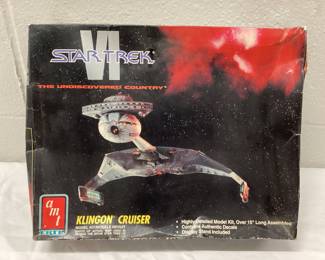 STAR TREK
VI
THE UNDISCOVERED COUNTRY
amt
ERTL
KLINGON CRUISER
• Highly Detailed Model Kit, Over 15" Long Assembled
• Contains Authentic Decals
• Display Stand Included